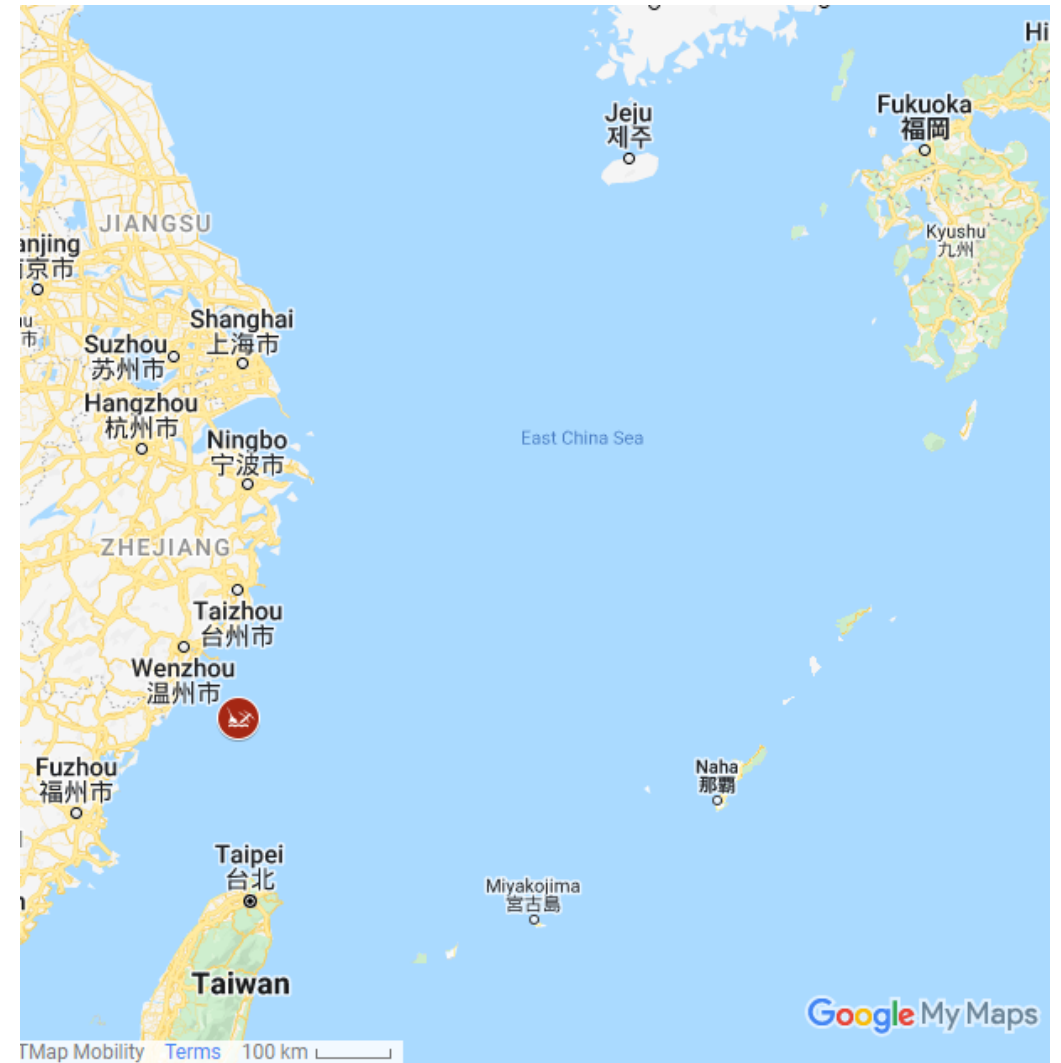 Hi
Fukuoka
福岡
Jeju
제주
JIANGSU
anjing
京市
Kyushu
九州
Shanghai
上海市
市
Suzhou
苏州市
Hangzhou
杭州市
Ningbo
宁波市
East China Sea
ZHEJIANG
Taizhou
台州市
Wenzhou
温州市
Fuzhou
福州市
Naha
那覇
Taipei
台北
Miyakojima
宮古島
Taiwan
Google My Maps
TMap Mobility Terms 100 km